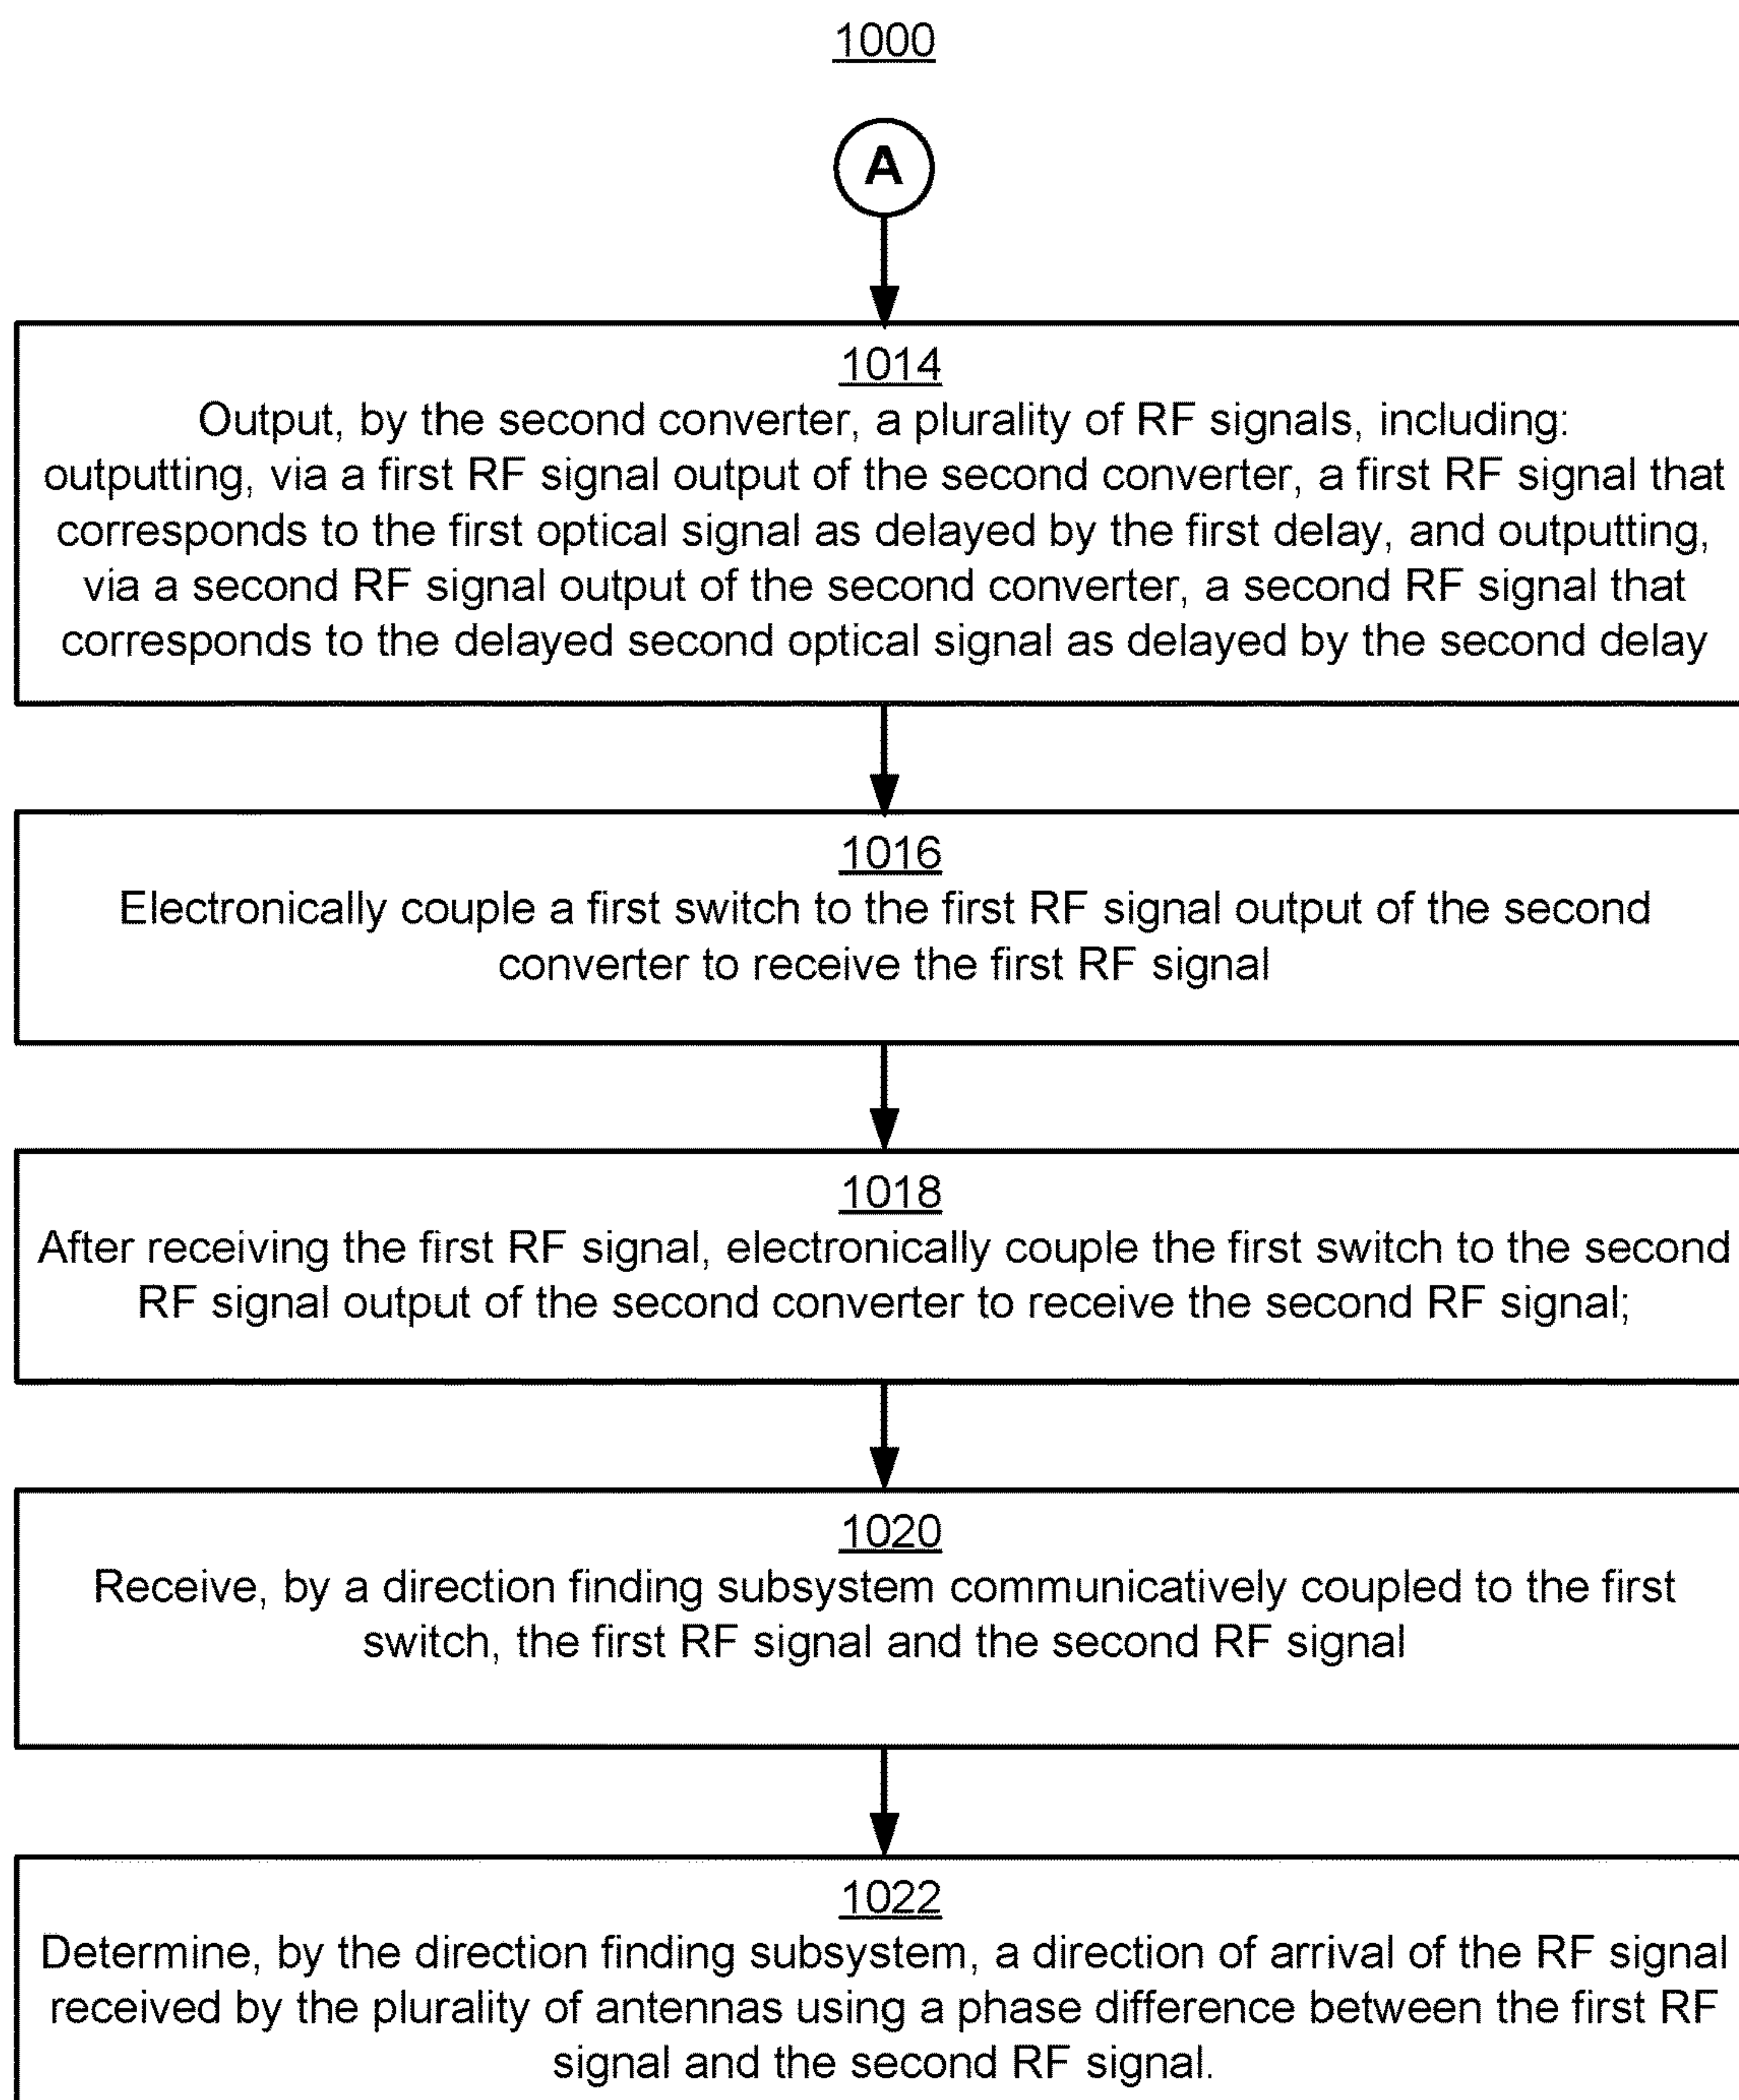 1000
A
1014
Output, by the second converter, a plurality of RF signals, including:
outputting, via a first RF signal output of the second converter, a first RF signal that
corresponds to the first optical signal as delayed by the first delay, and outputting,
via a second RF signal output of the second converter, a second RF signal that
corresponds to the delayed second optical signal as delayed by the second delay
1016
Electronically couple a first switch to the first RF signal output of the second
converter to receive the first RF signal
1018
After receiving the first RF signal, electronically couple the first switch to the second
RF signal output of the second converter to receive the second RF signal;
1020
Receive, by a direction finding subsystem communicatively coupled to the first
switch, the first RF signal and the second RF signal
1022
Determine, by the direction finding subsystem, a direction of arrival of the RF signal
received by the plurality of antennas using a phase difference between the first RF
signal and the second RF signal.